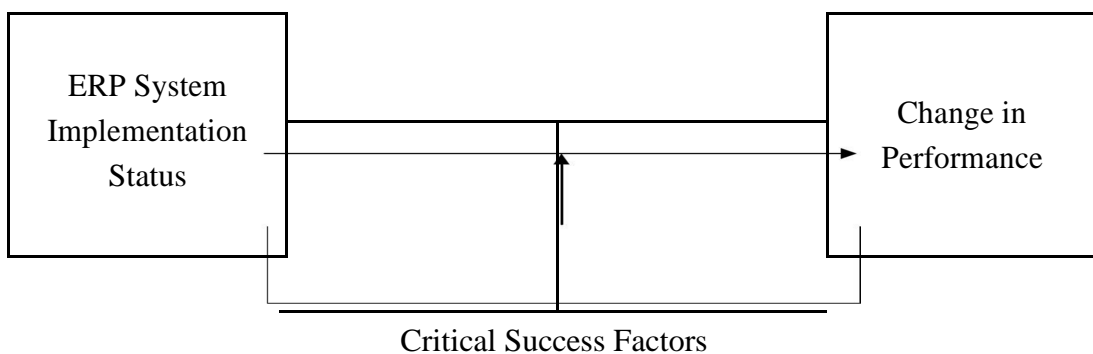 ERP System
Implementation
Status
Change in
Performance
Critical Success Factors